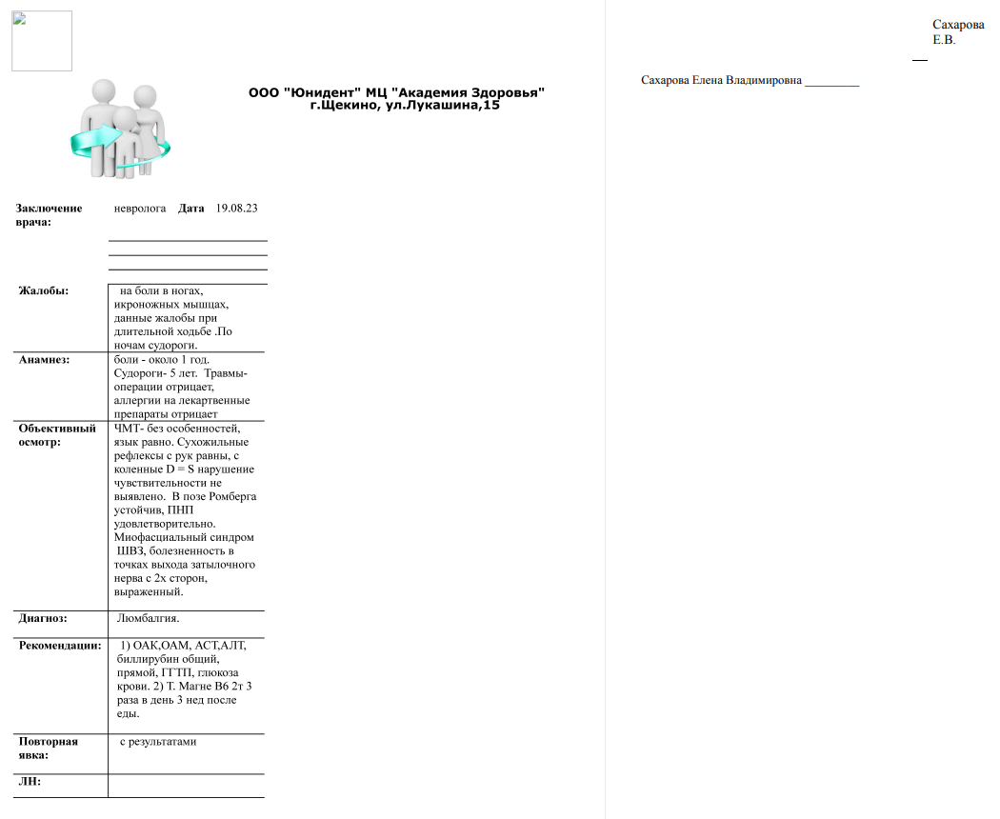 ООО "Юнидент" МЦ "Академия Здоровья"
г.Щекино, ул.Лукашина,15
Заключение врача: невролога Дата 19.08.23
Жалобы:
на боли в ногах,
икроножных мышцах,
данные жалобы при
длительной ходьбе .По
ночам судороги.
Анамнез:
боли - около 1 год.
Судороги- 5 лет. Травмы-
операции отрицает,
аллергии на лекартвенные
препараты отрицает
Объективный
осмотр:
ЧМТ- без особенностей,
язык равно. Сухожильные
рефлексы с рук равны, с
коленные D = S нарушение
чувствительности не
выявлено. В позе Ромберга
устойчив, ПНП
удовлетворительно.
Миофасциальный синдром
ШВЗ, болезненность в
точках выхода затылочного
нерва с 2х сторон,
выраженный.
Диагноз:
Люмбалгия.
Рекомендации:
1) ОАК,ОАМ, АСТ,АЛТ,
биллирубин общий,
прямой, ГГТП, глюкоза
крови. 2) Т. Магне В6 2т 3
раза в день 3 нед после
еды.
Повторная
явка:
с результатами
ЛН:
Сахарова
Е.В.
Сахарова Елена Владимировна _________